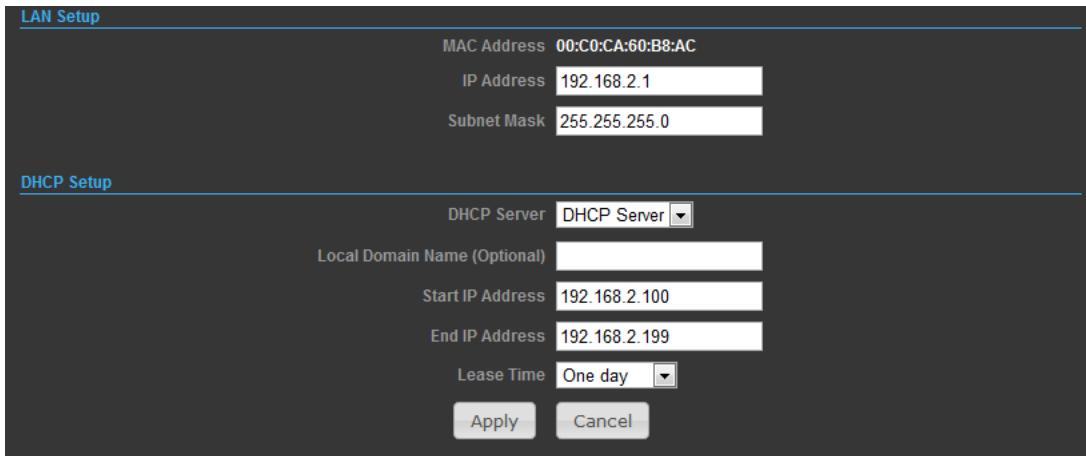 LAN Setup
MAC Address 00:C0:CA:60:B8:AC
IP Address 192.168.2.1
Subnet Mask 255.255.255.0
DHCP Setup
DHCP Server DHCP Server
Local Domain Name (Optional)
Start IP Address 192.168.2.100
End IP Address 192.168.2.199
Lease Time One day
Apply Cancel